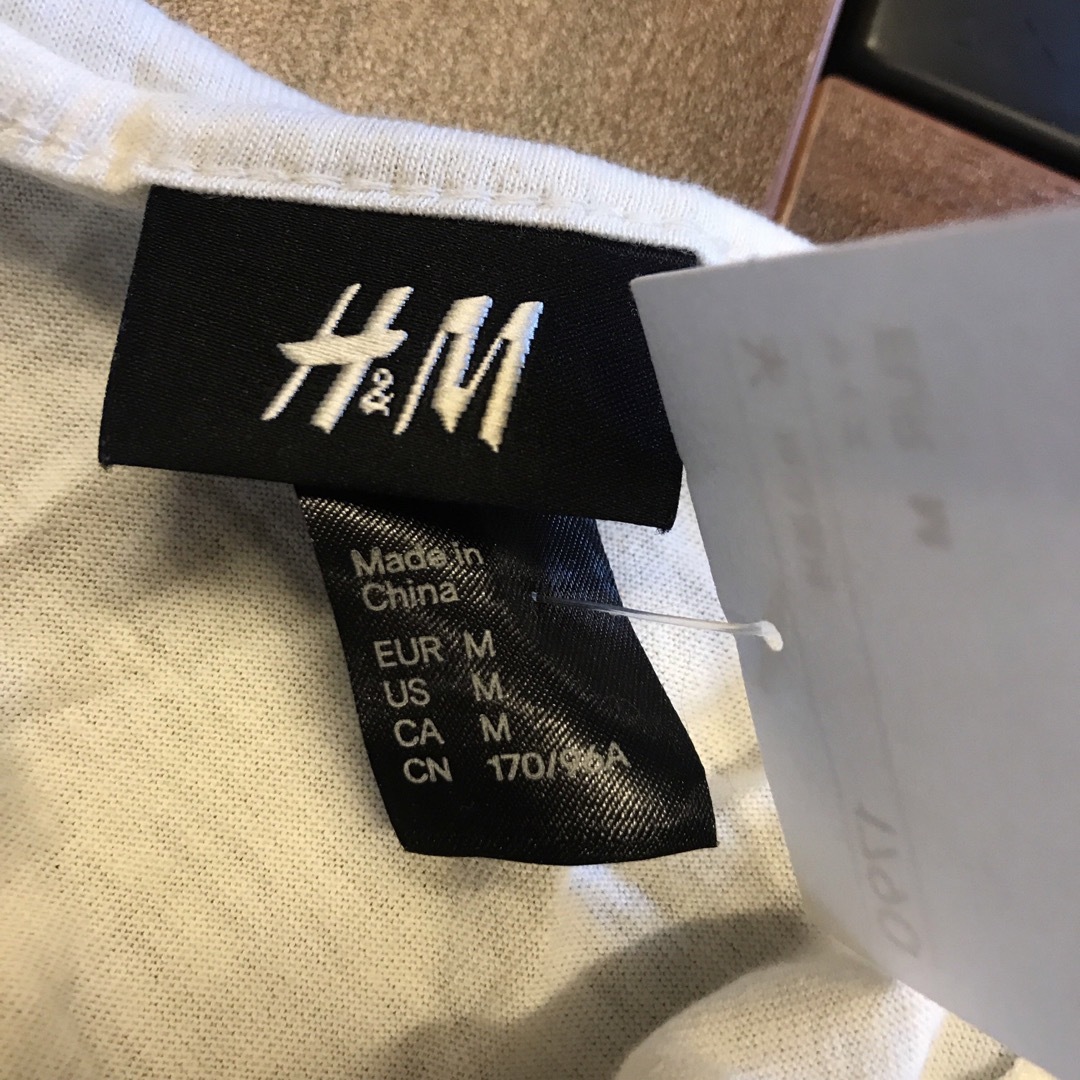 H&M
Made in
China
EUR M
US M
CA M
CN 170/96A